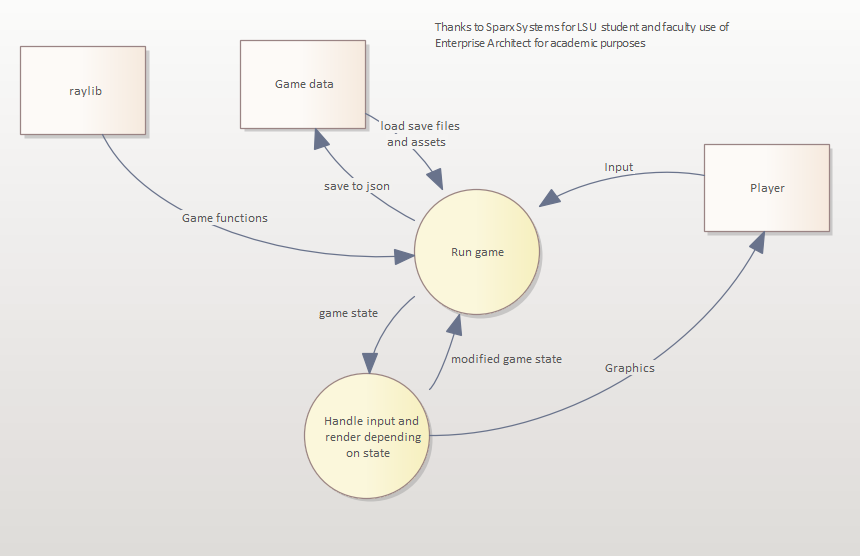 Thanks to Sparx Systems for LSU student and faculty use of
Enterprise Architect for academic purposes
raylib
Game data
load save files
and assets
save to json
Input
Player
Game functions
Run game
game state
modified game state
Graphics
Handle input and
render depending
on state